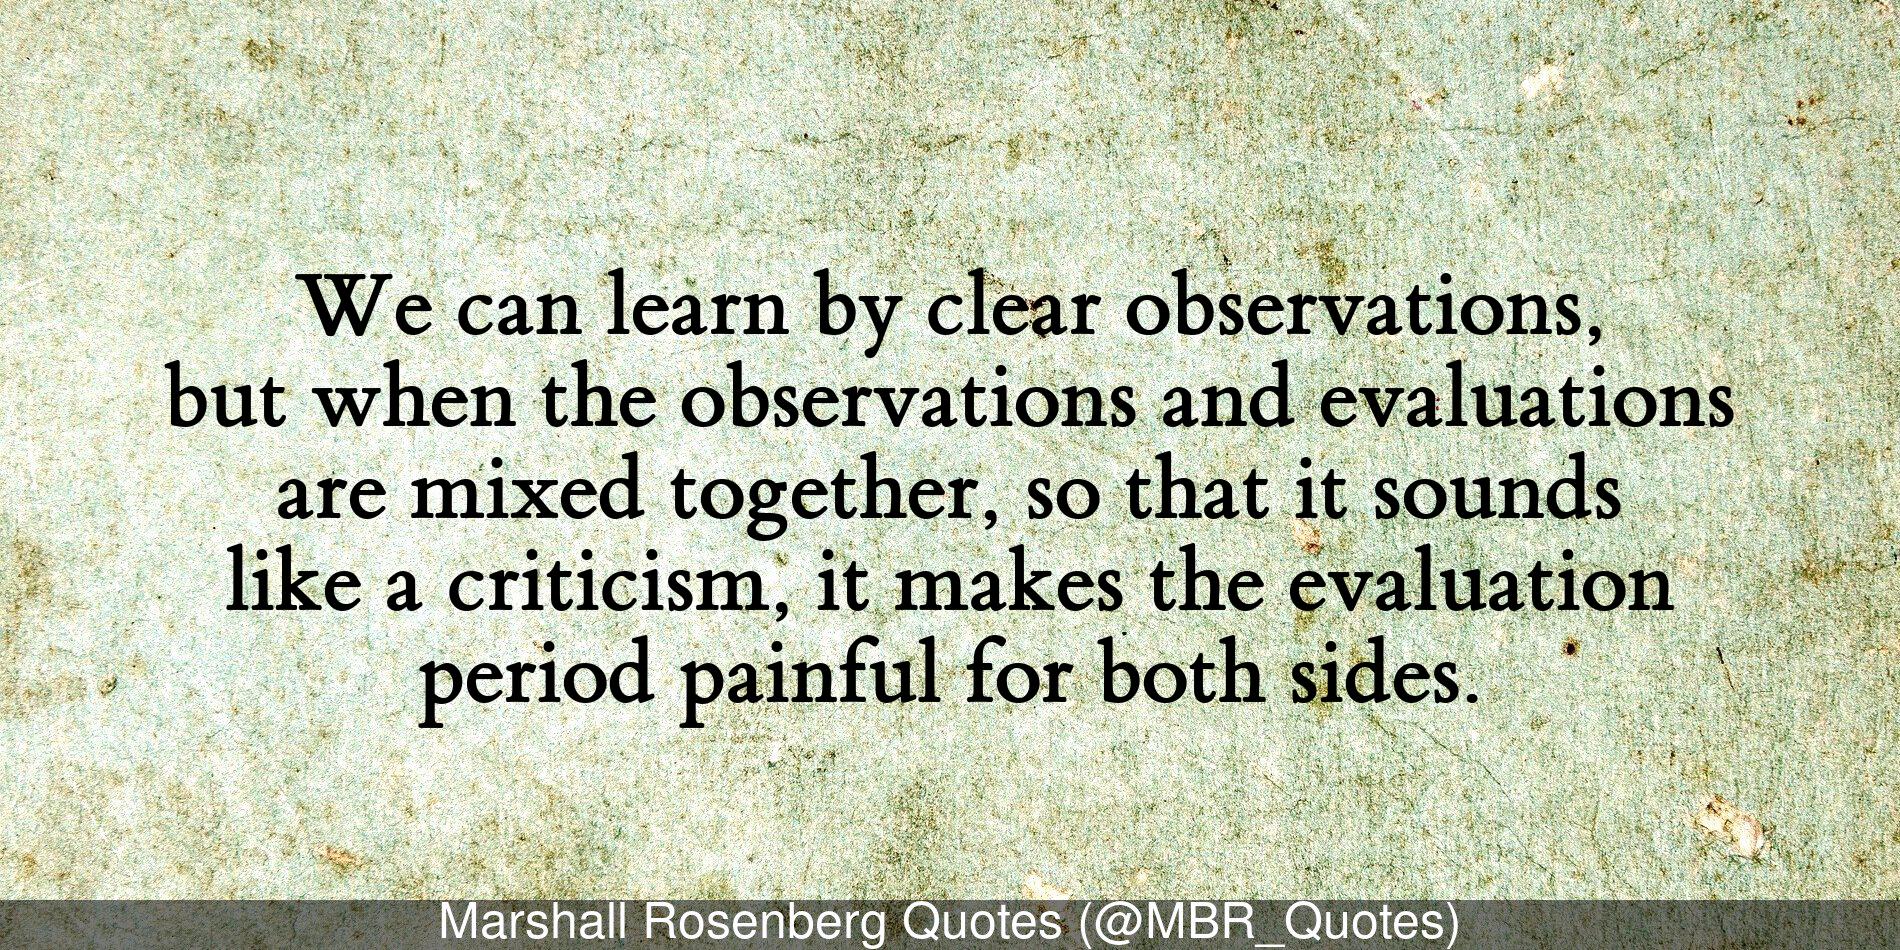 We can learn by clear observations,
but when the observations and evaluations
are mixed together, so that it sounds
like a criticism, it makes the evaluation
period painful for both sides.
Marshall Rosenberg Quotes (@MBR_Quotes)